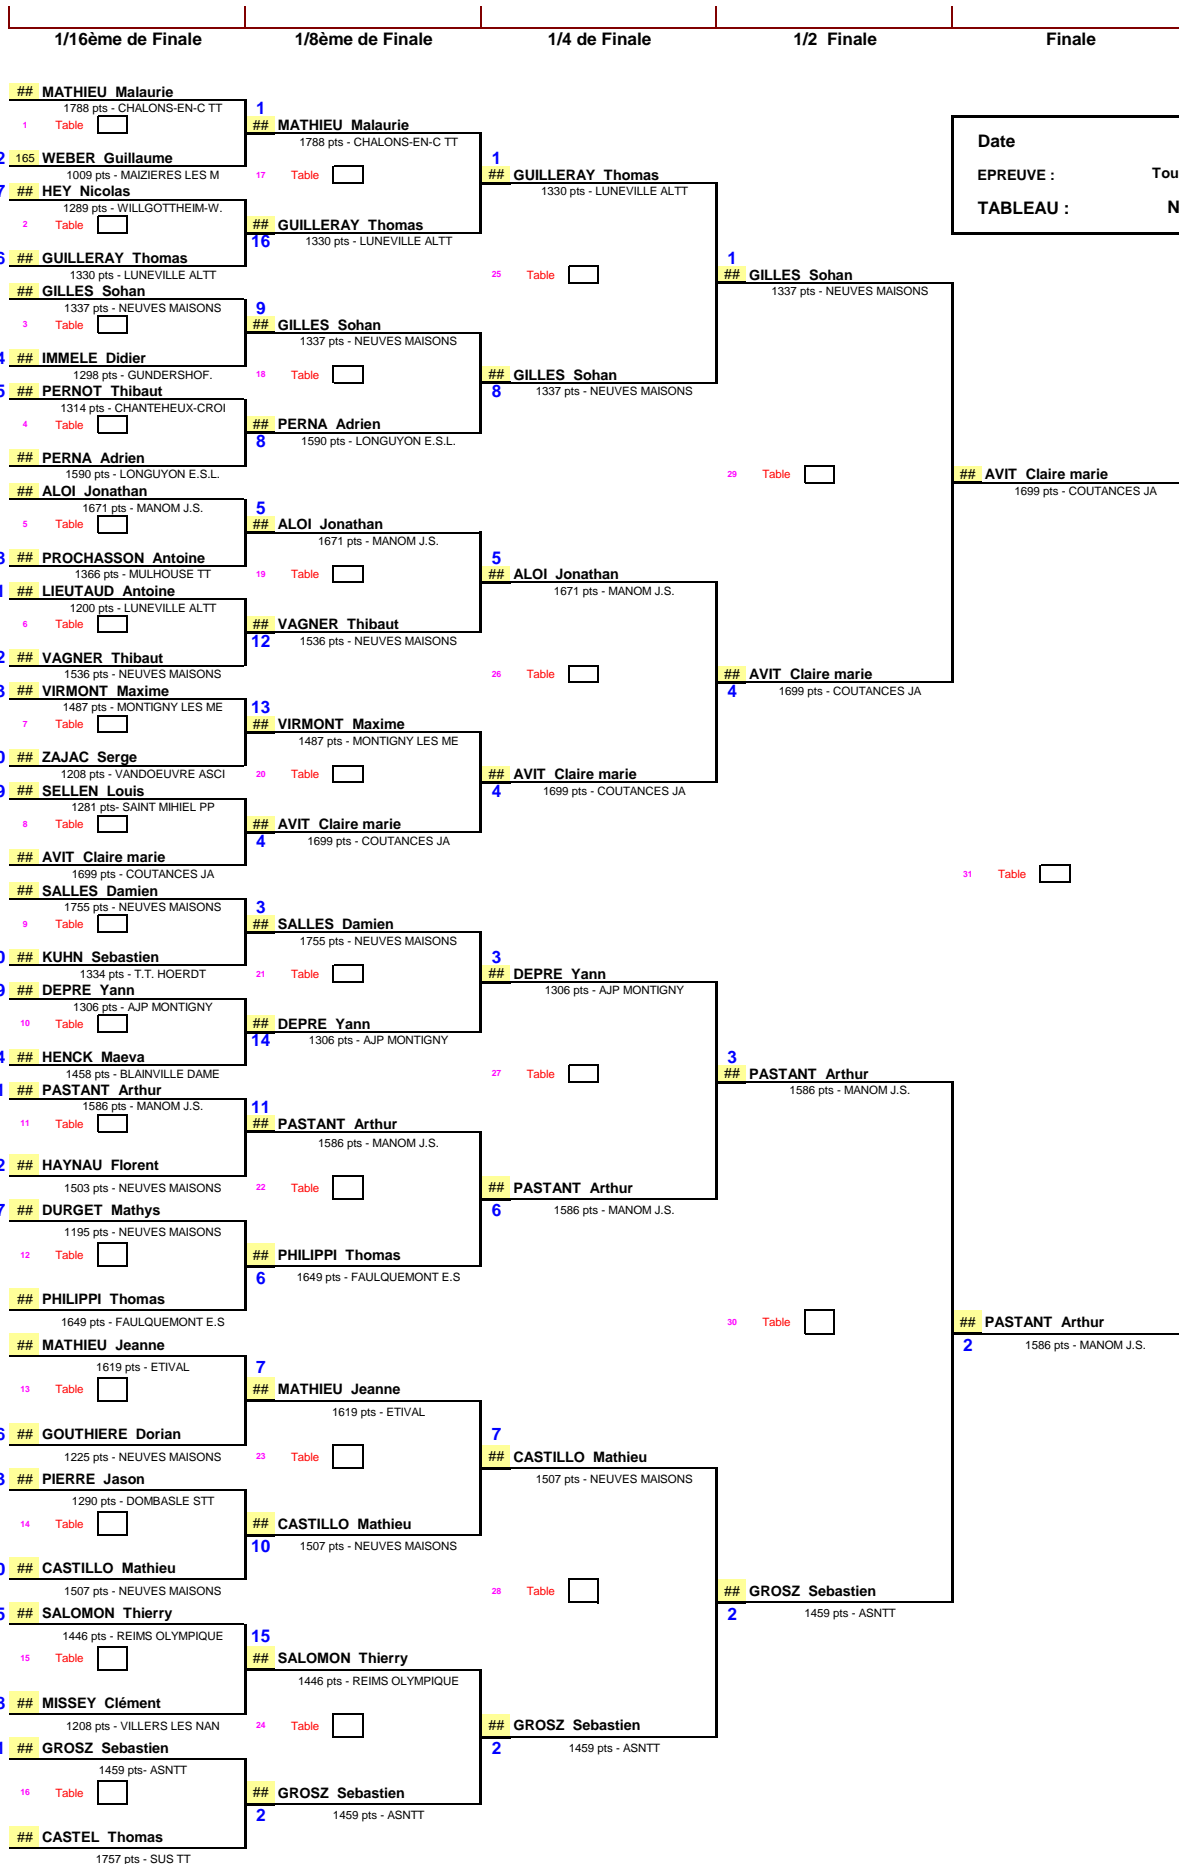 1/16ème de Finale
1/8ème de Finale
1/4 de Finale
1/2 Finale
Finale
Date
EPREUVE : Tou
TABLEAU : N
## MATHIEU Malaurie
1788 pts - CHALONS-EN-C TT
1 Table
2 165 WEBER Guillaume
1009 pts - MAIZIERES LES M
7 ## HEY Nicolas
1289 pts - WILLGOTTHEIM-W.
2 Table
6 ## GUILLERAY Thomas
1330 pts - LUNEVILLE ALTT
## GILLES Sohan
1337 pts - NEUVES MAISONS
3 Table
4 ## IMMELE Didier
1298 pts - GUNDERSHOF.
5 ## PERNOT Thibaut
1314 pts - CHANTEHEUX-CROI
4 Table
## PERNA Adrien
1590 pts - LONGUYON E.S.L.
## ALOI Jonathan
1671 pts - MANOM J.S.
5 Table
3 ## PROCHASSON Antoine
1366 pts - MULHOUSE TT
1 ## LIEUTAUD Antoine
1200 pts - LUNEVILLE ALTT
6 Table
2 ## VAGNER Thibaut
1536 pts - NEUVES MAISONS
3 ## VIRMONT Maxime
1487 pts - MONTIGNY LES ME
7 Table
0 ## ZAJAC Serge
1208 pts - VANDOEUVRE ASCI
9 ## SELLEN Louis
1281 pts- SAINT MIHIEL PP
8 Table
## AVIT Claire marie
1699 pts - COUTANCES JA
## SALLES Damien
1755 pts - NEUVES MAISONS
9 Table
0 ## KUHN Sebastien
1334 pts - T.T. HOERDT
9 ## DEPRE Yann
1306 pts - AJP MONTIGNY
10 Table
4 ## HENCK Maeva
1458 pts - BLAINVILLE DAME
1 ## PASTANT Arthur
1586 pts - MANOM J.S.
11 Table
2 ## HAYNAU Florent
1503 pts - NEUVES MAISONS
7 ## DURGET Mathys
1195 pts - NEUVES MAISONS
12 Table
## PHILIPPI Thomas
1649 pts - FAULQUEMONT E.S
## MATHIEU Jeanne
1619 pts - ETIVAL
13 Table
6 ## GOUTHIERE Dorian
1225 pts - NEUVES MAISONS
3 ## PIERRE Jason
1290 pts - DOMBASLE STT
14 Table
0 ## CASTILLO Mathieu
1507 pts - NEUVES MAISONS
5 ## SALOMON Thierry
1446 pts - REIMS OLYMPIQUE
15 Table
3 ## MISSEY Clément
1208 pts - VILLERS LES NAN
1 ## GROSZ Sebastien
1459 pts- ASNTT
16 Table
## CASTEL Thomas
1757 pts - SUS TT
1
## MATHIEU Malaurie
1788 pts - CHALONS-EN-C TT
17 Table
## GUILLERAY Thomas
16 1330 pts - LUNEVILLE ALTT
9
## GILLES Sohan
1337 pts - NEUVES MAISONS
18 Table
## PERNA Adrien
8 1590 pts - LONGUYON E.S.L.
5
## ALOI Jonathan
1671 pts - MANOM J.S.
19 Table
## VAGNER Thibaut
12 1536 pts - NEUVES MAISONS
13
## VIRMONT Maxime
1487 pts - MONTIGNY LES ME
20 Table
## AVIT Claire marie
4 1699 pts - COUTANCES JA
3
## SALLES Damien
1755 pts - NEUVES MAISONS
21 Table
## DEPRE Yann
14 1306 pts - AJP MONTIGNY
11
## PASTANT Arthur
1586 pts - MANOM J.S.
22 Table
## PHILIPPI Thomas
6 1649 pts - FAULQUEMONT E.S
7
## MATHIEU Jeanne
1619 pts - ETIVAL
23 Table
## CASTILLO Mathieu
10 1507 pts - NEUVES MAISONS
15
## SALOMON Thierry
1446 pts - REIMS OLYMPIQUE
24 Table
## GROSZ Sebastien
2 1459 pts - ASNTT
1
## GUILLERAY Thomas
1330 pts - LUNEVILLE ALTT
25 Table
## GILLES Sohan
8 1337 pts - NEUVES MAISONS
5
## ALOI Jonathan
1671 pts - MANOM J.S.
26 Table
## AVIT Claire marie
4 1699 pts - COUTANCES JA
3
## DEPRE Yann
1306 pts - AJP MONTIGNY
27 Table
## PASTANT Arthur
6 1586 pts - MANOM J.S.
7
## CASTILLO Mathieu
1507 pts - NEUVES MAISONS
28 Table
## GROSZ Sebastien
2 1459 pts - ASNTT
1
## GILLES Sohan
1337 pts - NEUVES MAISONS
29 Table
## AVIT Claire marie
4 1699 pts - COUTANCES JA
3
## PASTANT Arthur
1586 pts - MANOM J.S.
30 Table
## GROSZ Sebastien
2 1459 pts - ASNTT
## AVIT Claire marie
1699 pts - COUTANCES JA
31 Table
## PASTANT Arthur
2 1586 pts - MANOM J.S.